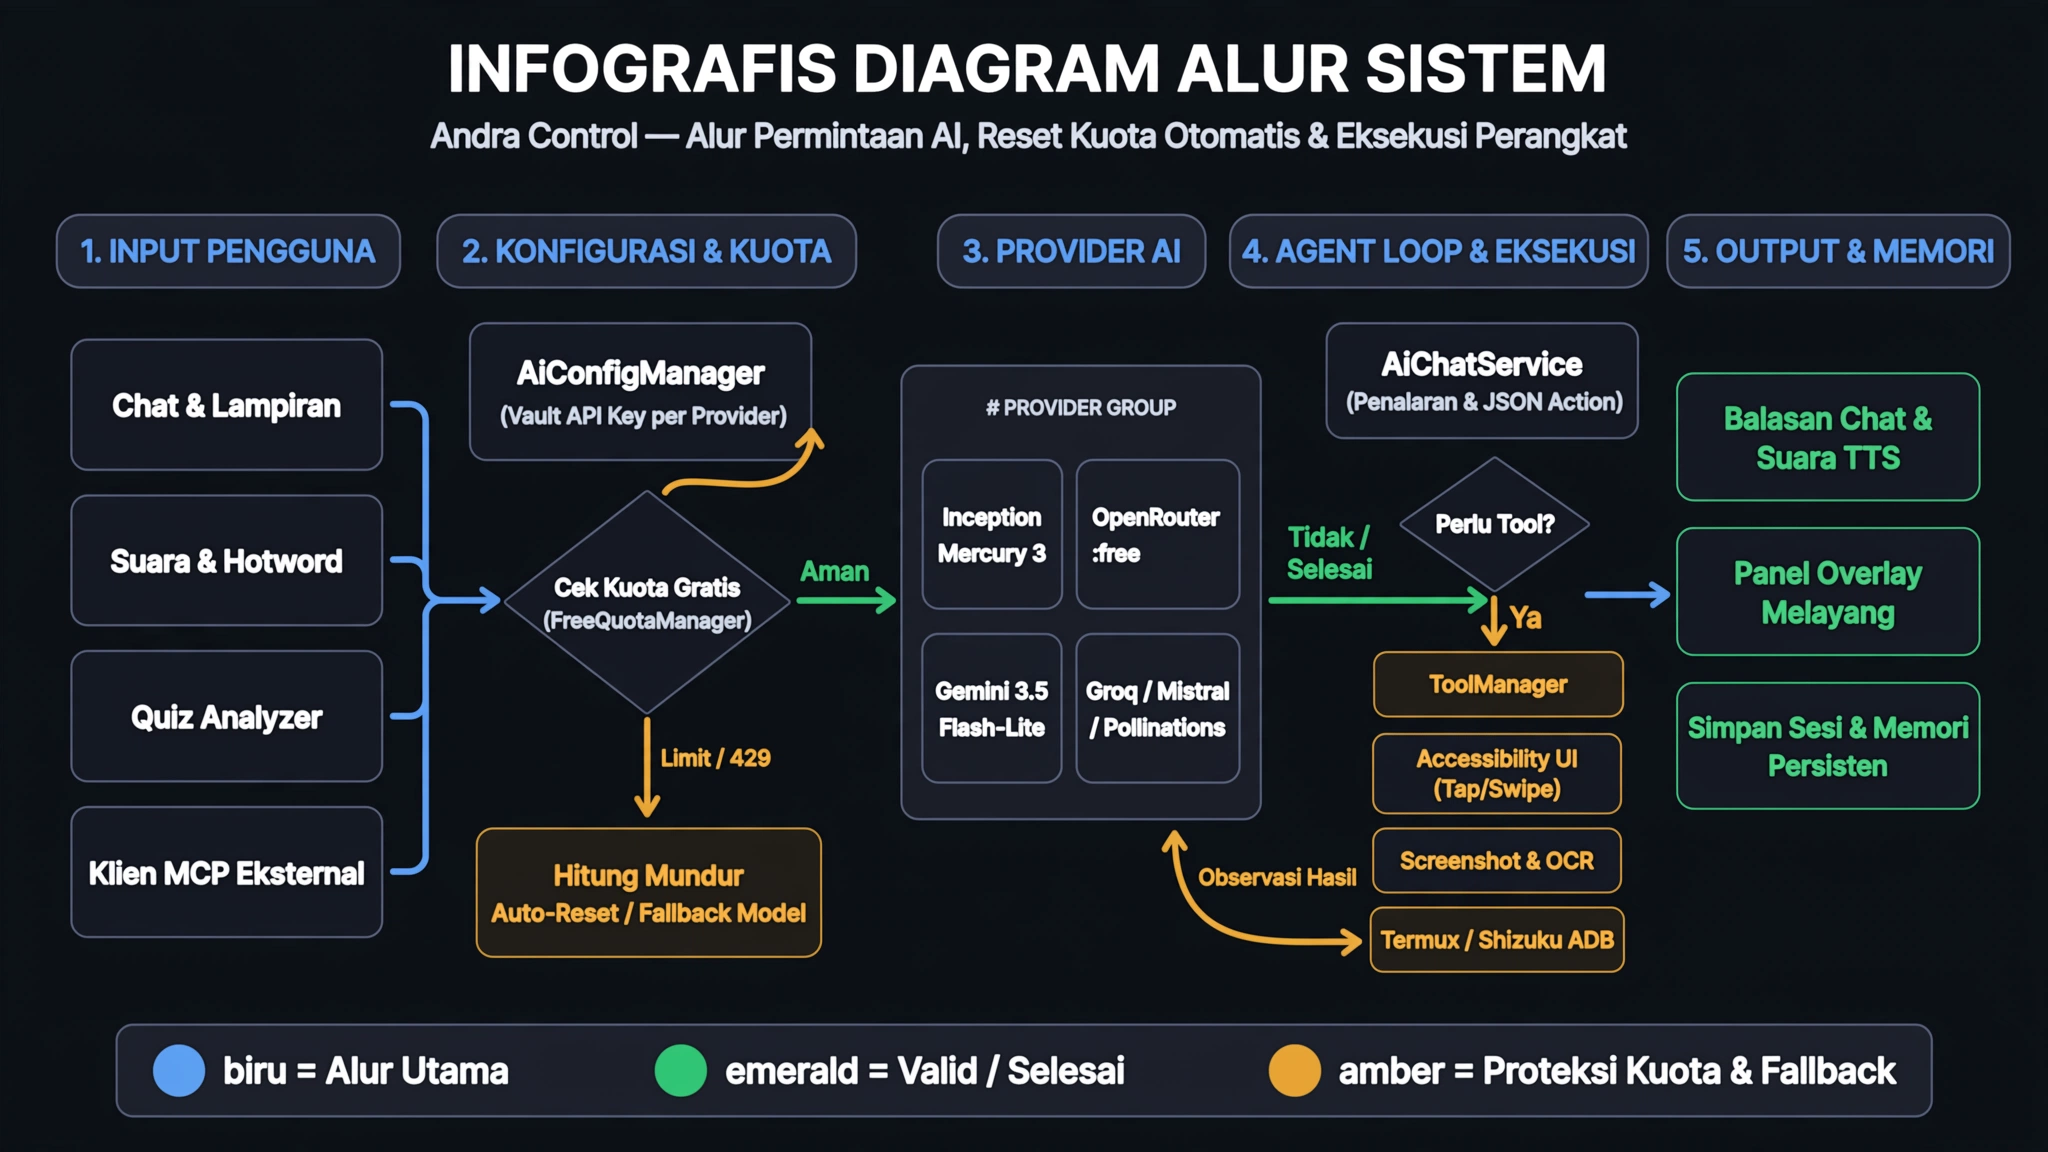 INFOGRAFIS DIAGRAM ALUR SISTEM
Andra Control — Alur Permintaan AI, Reset Kuota Otomatis & Eksekusi Perangkat
1. INPUT PENGGUNA
2. KONFIGURASI & KUOTA
3. PROVIDER AI
4. AGENT LOOP & EKSEKUSI
5. OUTPUT & MEMORI
Chat & Lampiran
Suara & Hotword
Quiz Analyzer
Klien MCP Eksternal
AiConfigManager
(Vault API Key per Provider)
Cek Kuota Gratis
(FreeQuotaManager)
Aman
Limit / 429
Hitung Mundur
Auto-Reset / Fallback Model
# PROVIDER GROUP
Inception
Mercury 3
OpenRouter
:free
Gemini 3.5
Flash-Lite
Groq / Mistral
/ Pollinations
Tidak /
Selesai
Observasi Hasil
AiChatService
(Penalaran & JSON Action)
Perlu Tool?
Ya
ToolManager
Accessibility UI
(Tap/Swipe)
Screenshot & OCR
Termux / Shizuku ADB
Balasan Chat &
Suara TTS
Panel Overlay
Melayang
Simpan Sesi & Memori
Persisten
biru = Alur Utama
emerald = Valid / Selesai
amber = Proteksi Kuota & Fallback